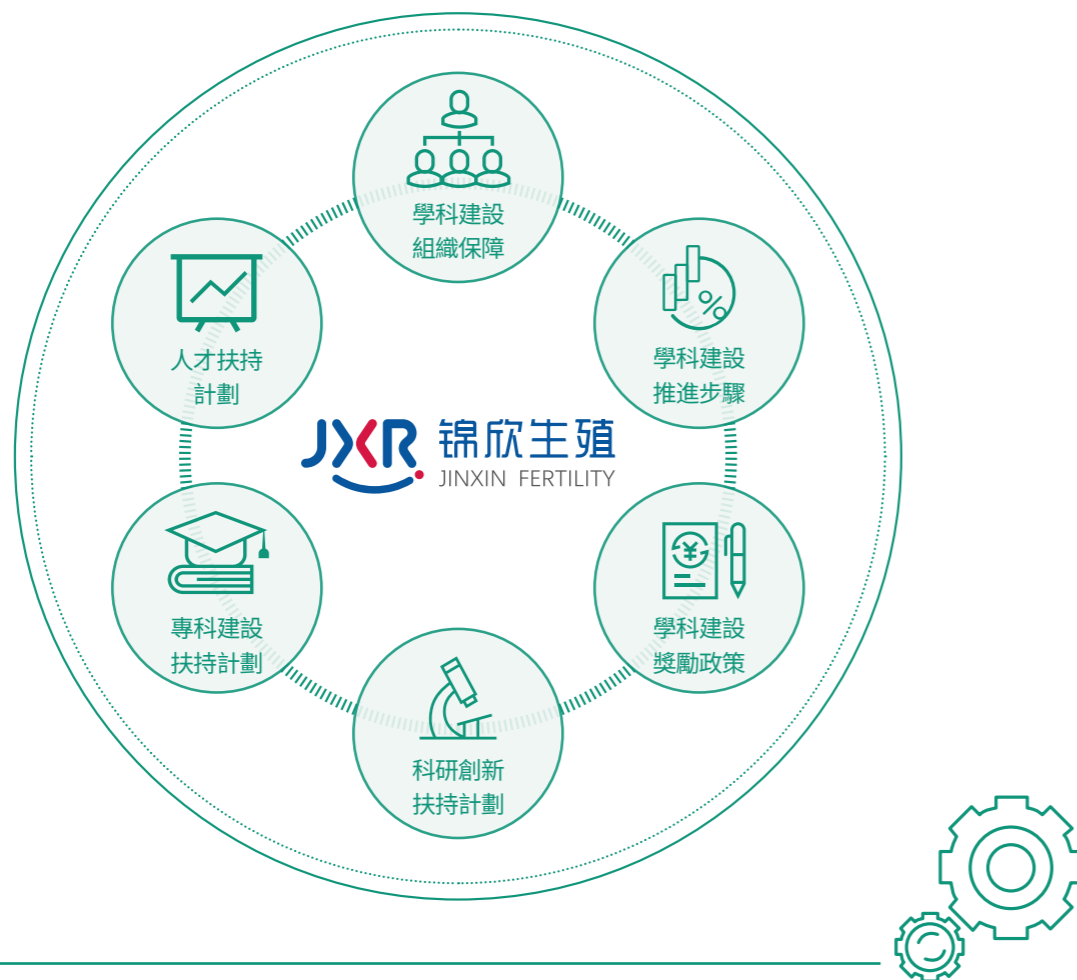 學科建設
組織保障
人才扶持
計劃
學科建設
推進步驟
JXR 锦欣生殖
JINXIN FERTILITY
專科建設
扶持計劃
學科建設
獎勵政策
科研創新
扶持計劃
%
¥